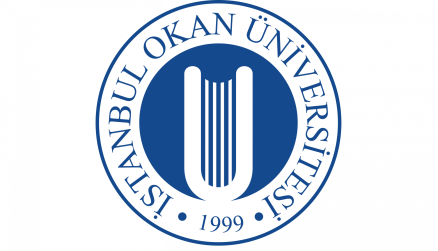 İSTANBUL OKAN ÜNİVERSİTESİ
• 1999 •